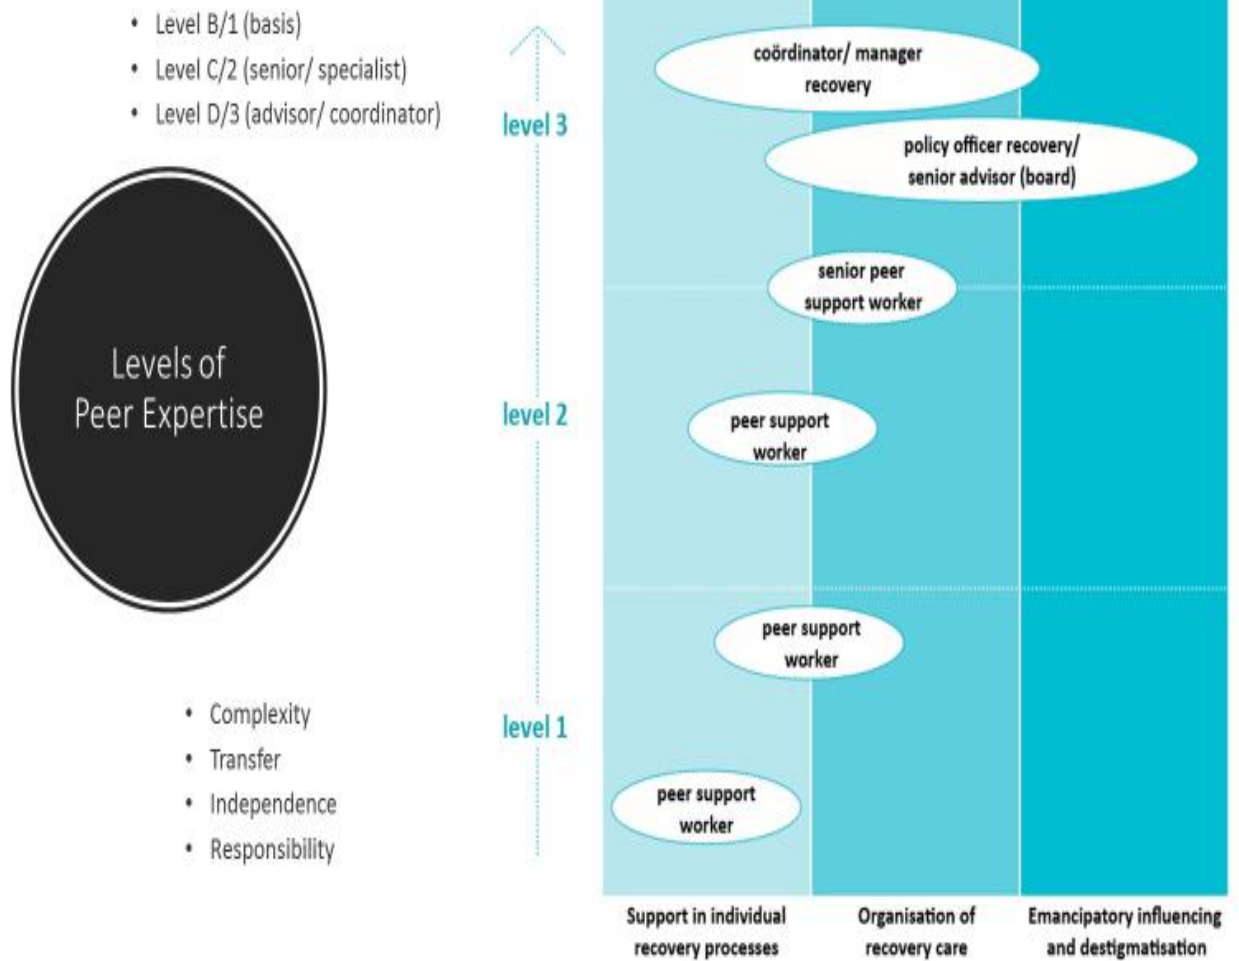 • Level B/1 (basis)
• Level C/2 (senior/ specialist)
• Level D/3 (advisor/ coordinator)
Levels of
Peer Expertise
• Complexity
• Transfer
• Independence
• Responsibility
level 3
level 2
level 1
coördinator/ manager
recovery
policy officer recovery/
senior advisor (board)
senior peer
support worker
peer support
worker
peer support
worker
peer support
worker
Support in individual
recovery processes
Organisation of
recovery care
Emancipatory influencing
and destigmatisation